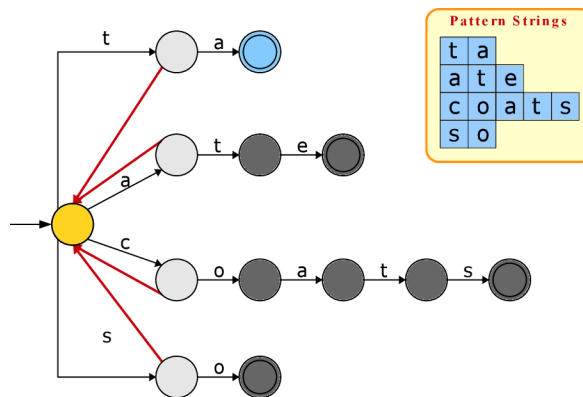 Pattern Strings
t a
a t e
c o a t s
s o
t a
a t e
c o a t s
s o